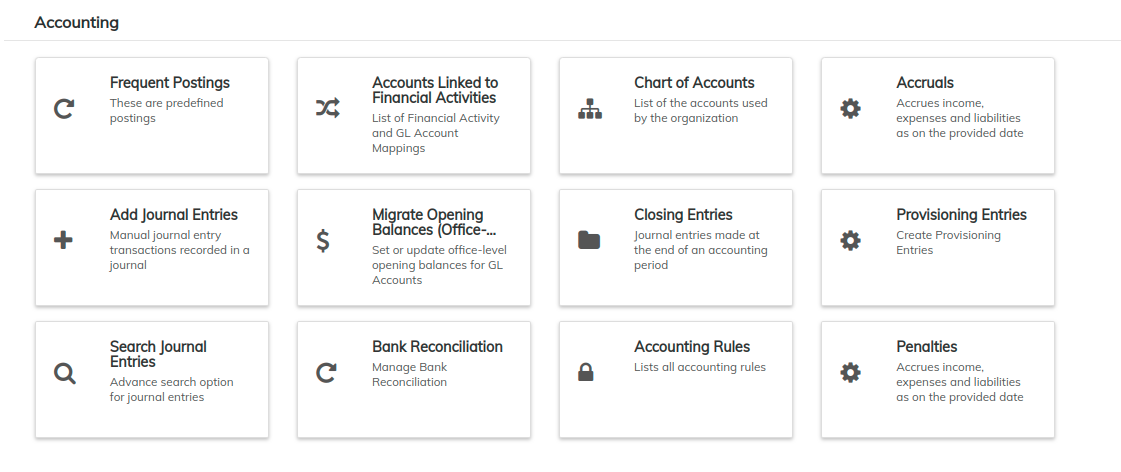 Accounting
Frequent Postings
These are predefined
postings
Accounts Linked to
Financial Activities
List of Financial Activity
and GL Account
Mappings
Chart of Accounts
List of the accounts used
by the organization
Accruals
Accrues income,
expenses and liabilities
as on the provided date
Add Journal Entries
Manual journal entry
transactions recorded in a
journal
Migrate Opening
Balances (Office-...
Set or update office-level
opening balances for GL
Accounts
Closing Entries
Journal entries made at
the end of an accounting
period
Provisioning Entries
Create Provisioning
Entries
Search Journal
Entries
Advance search option
for journal entries
Bank Reconciliation
Manage Bank
Reconciliation
Accounting Rules
Lists all accounting rules
Penalties
Accrues income,
expenses and liabilities
as on the provided date